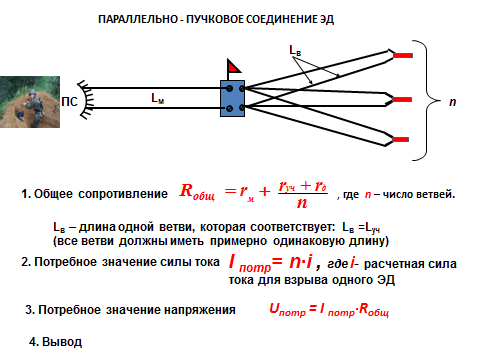 ПАРАЛЛЕЛЬНО - ПУЧКОВОЕ СОЕДИНЕНИЕ ЭД
LВ
ПС
LМ
n
1. Общее сопротивление Rобщ = rм + (rуч + rд) / n , где n – число ветвей.
LВ – длина одной ветви, которая соответствует: LВ =Lуч
(все ветви должны иметь примерно одинаковую длину)
2. Потребное значение силы тока I потр= n·i , где i- расчетная сила
тока для взрыва одного ЭД
3. Потребное значение напряжения Uпотр = I потр·Rобщ
4. Вывод